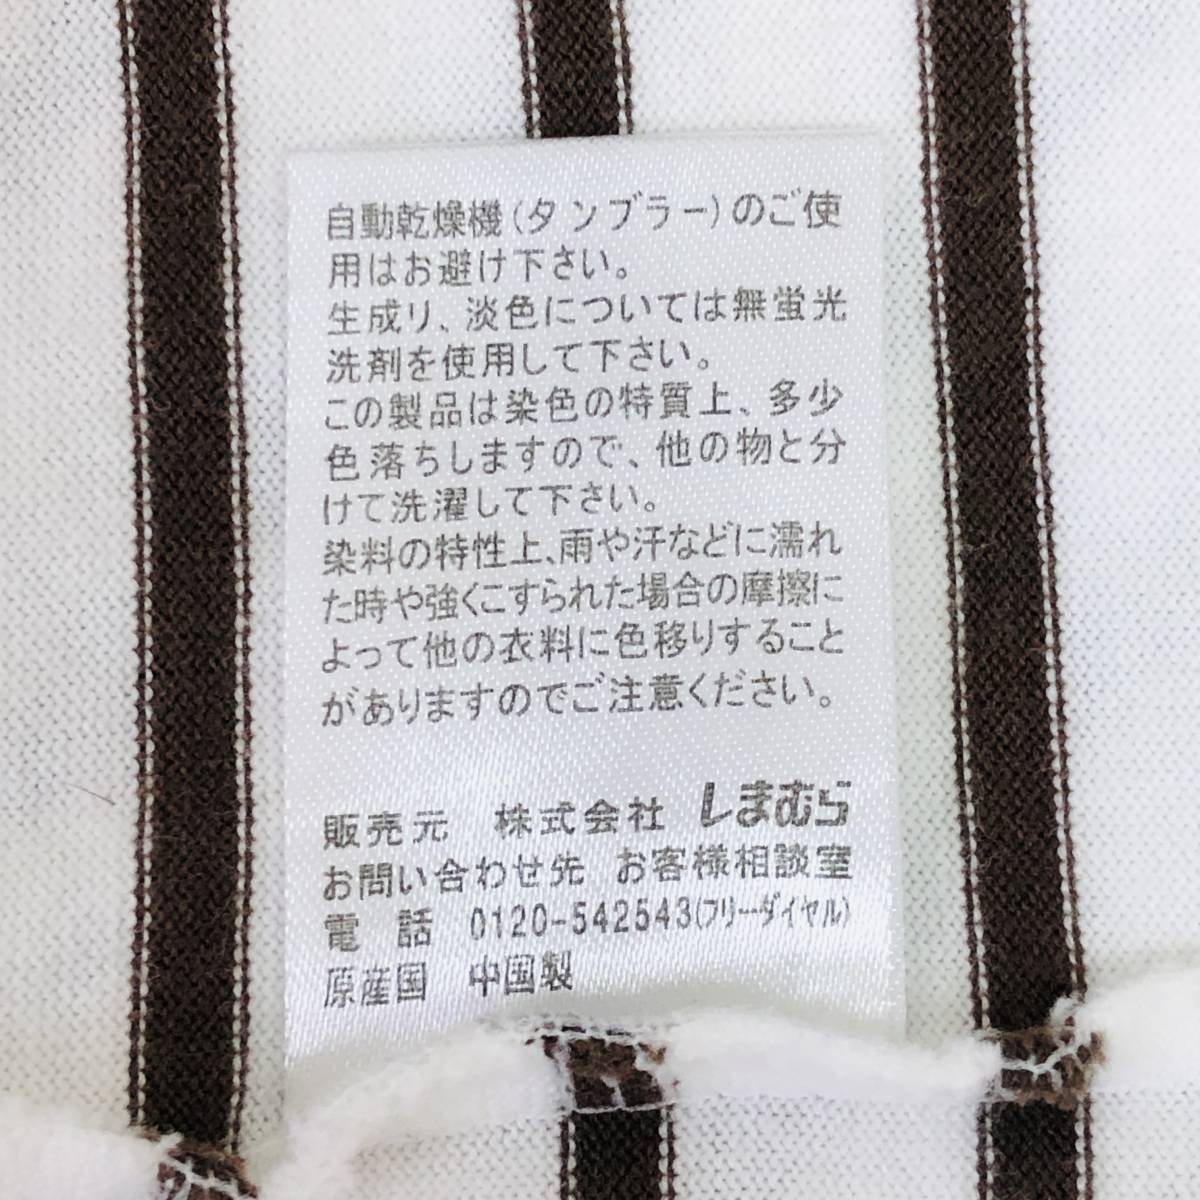 自動乾燥機(タンブラー)のご使
用はお避け下さい。
生成り、淡色については無蛍光
洗剤を使用して下さい。
この製品は染色の特質上、多少
色落ちしますので、他の物と分
けて洗濯して下さい。
染料の特性上、雨や汗などに濡れ
た時や強くこすられた場合の摩擦に
よって他の衣料に色移りすること
がありますのでご注意ください。
販売元 株式会社 しまむら
お問い合わせ先 お客様相談室
電 話 0120-542543(フリーダイヤル)
原産国 中国製